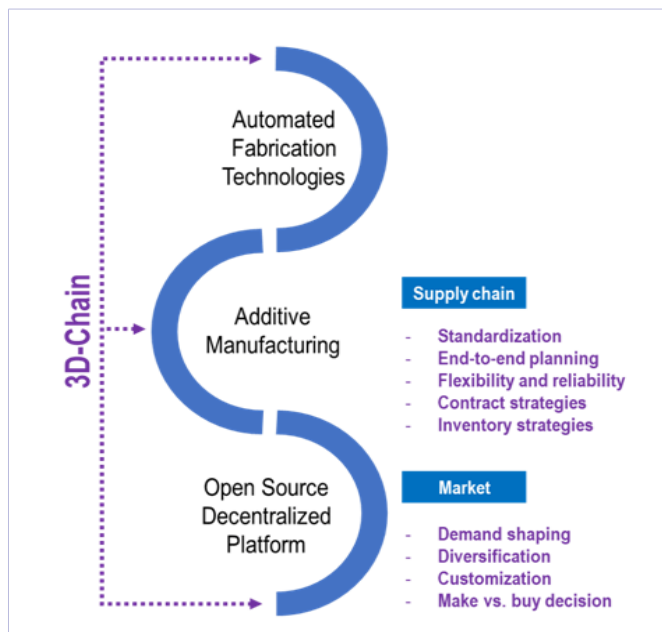 3D-Chain
Automated
Fabrication
Technologies
Additive
Manufacturing
Open Source
Decentralized
Platform
Supply chain
- Standardization
- End-to-end planning
- Flexibility and reliability
- Contract strategies
- Inventory strategies
Market
- Demand shaping
- Diversification
- Customization
- Make vs. buy decision